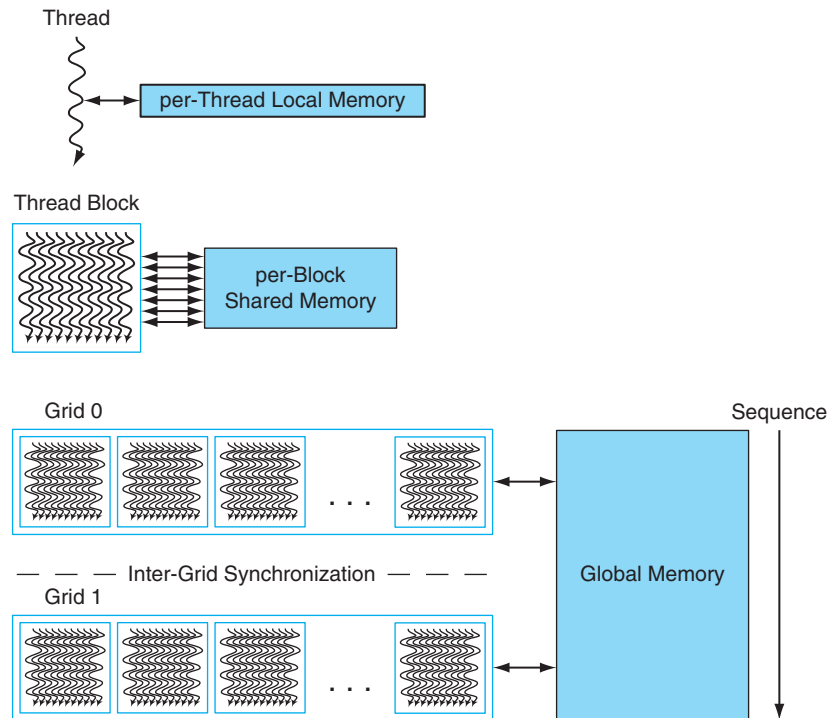 Thread
per-Thread Local Memory
Thread Block
per-Block
Shared Memory
Grid 0
Sequence
. . .
Inter-Grid Synchronization
Global Memory
Grid 1
. . .